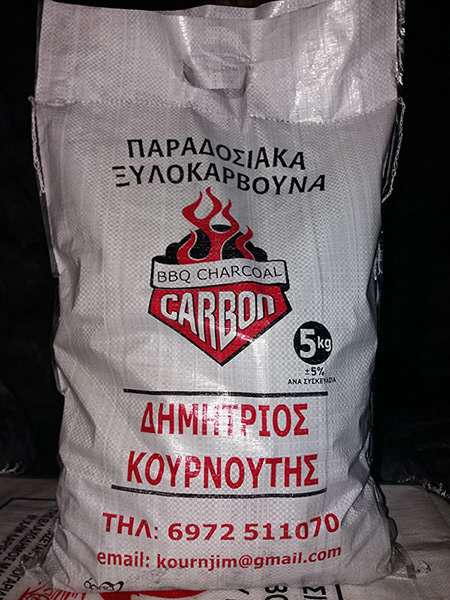 ΠΑΡΑΔΟΣΙΑΚΑ
ΞΥΛΟΚΑΡΒΟΥΝΑ
BBQ CHARCOAL
CARBON
5kg
±5%
ΑΝΑ ΣΥΣΚΕΥΑΣΙΑ
ΔΗΜΗΤΡΙΟΣ
ΚΟΥΡΝΟΥΤΗΣ
ΤΗΛ: 6972 511070
email: kournjim@gmail.com